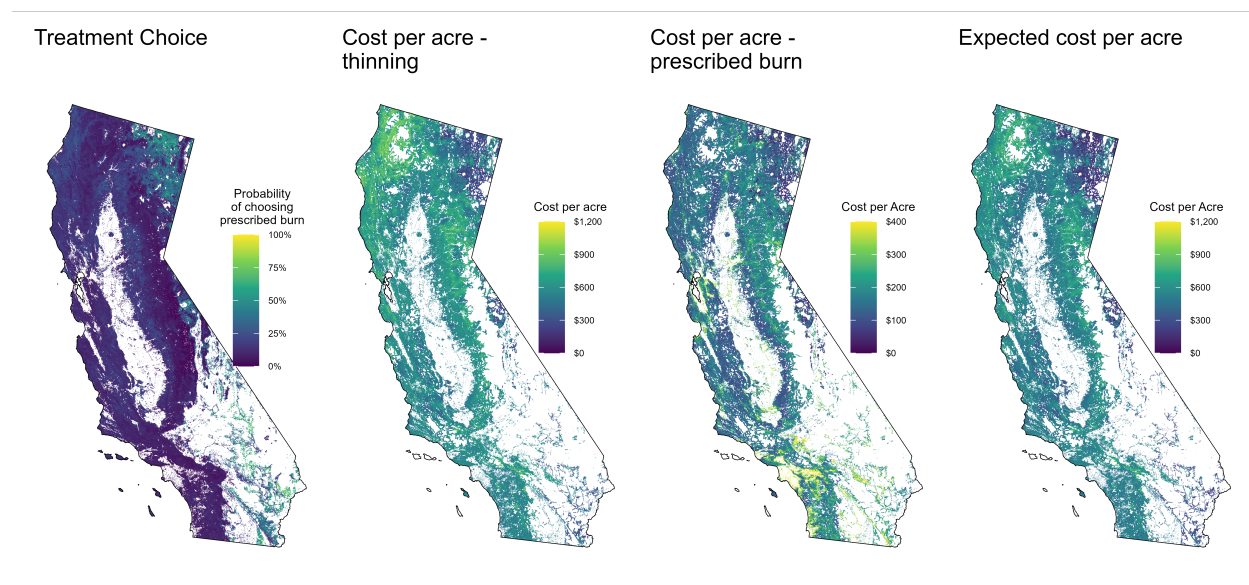 Treatment Choice
Cost per acre -
thinning
Cost per acre -
prescribed burn
Expected cost per acre
Probability
of choosing
prescribed burn
100%
75%
50%
25%
0%
Cost per acre
$1,200
$900
$600
$300
$0
Cost per Acre
$400
$300
$200
$100
$0
Cost per Acre
$1,200
$900
$600
$300
$0